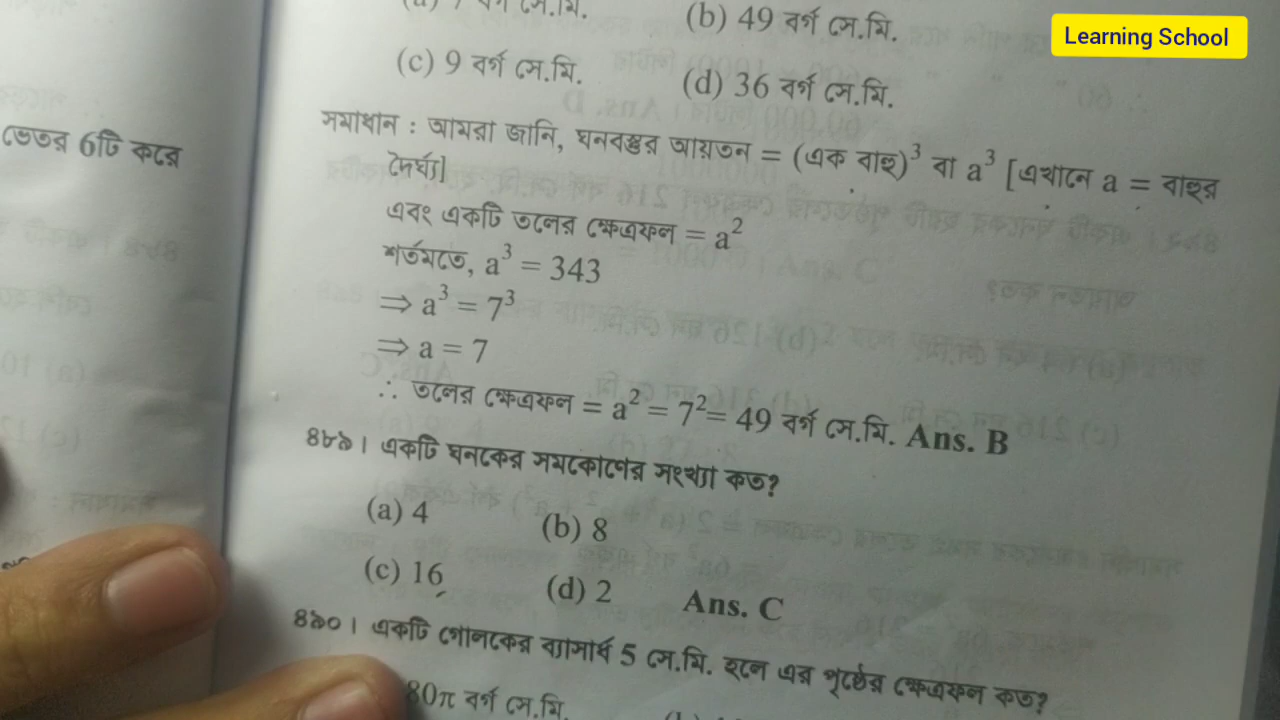 (b) 49 বর্গ সে.মি.
Learning School
(c) 9 বর্গ সে.মি.
(d) 36 বর্গ সে.মি.
ভেতর 6টি করে
সমাধান : আমরা জানি, ঘনবস্তুর আয়তন = (এক বাহু)³ বা a³ [এখানে a = বাহুর
দৈর্ঘ্য]
এবং একটি তলের ক্ষেত্রফল = a²
শর্তমতে, a³ = 343
⇒ a³ = 7³
⇒ a = 7
∴ তলের ক্ষেত্রফল = a² = 7²= 49 বর্গ সে.মি. Ans. B
৪৮৯। একটি ঘনকের সমকোণের সংখ্যা কত?
(a) 4 (b) 8
(c) 16 (d) 2 Ans. C
৪৯০। একটি গোলকের ব্যাসার্ধ 5 সে.মি. হলে এর পৃষ্ঠের ক্ষেত্রফল কত?
80π বর্গ সে.মি.